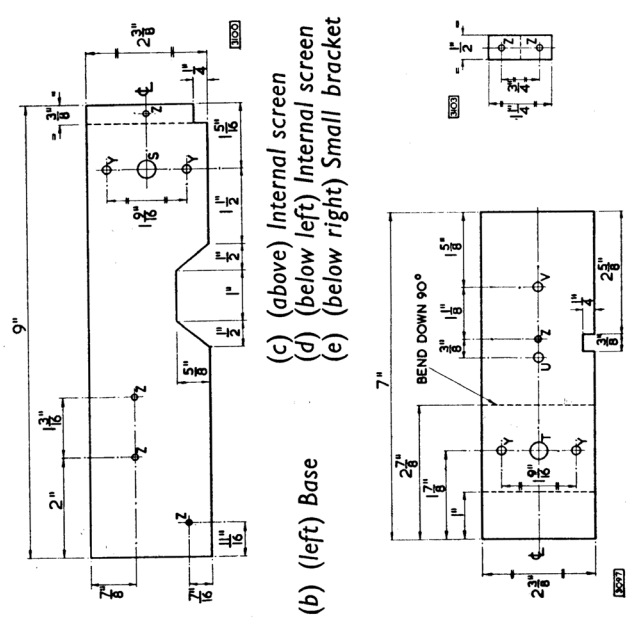 9"
2"
1 3/16"
3/8"
=
=
2 3/8"
7/8"
7/16"
11/16"
5/8"
1/2"
1"
1/2"
1 1/2"
1 5/16"
1/4"
1 9/16"
Z
Z
Z
Y
S
Y
Z
CL
3100
(c) (above) Internal screen
(d) (below left) Internal screen
(e) (below right) Small bracket
(b) (left) Base
7"
2 7/8"
1 7/8"
1"
BEND DOWN 90°
3/8"
1 1/8"
1 5/8"
2 3/8"
1 9/16"
Y
T
Y
U
Z
V
CL
1/4"
3/8"
2 5/8"
3097
=
1/2"
=
Z
Z
3/4"
1 1/4"
3103